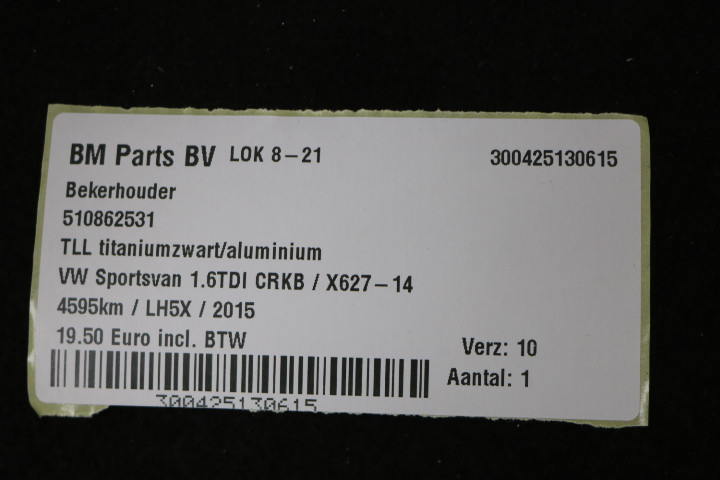 BM Parts BV LOK 8-21 300425130615
Bekerhouder
510862531
TLL titaniumzwart/aluminium
VW Sportsvan 1.6TDI CRKB / X627-14
4595km / LH5X / 2015
19.50 Euro incl. BTW
Verz: 10
Aantal: 1
300425130615